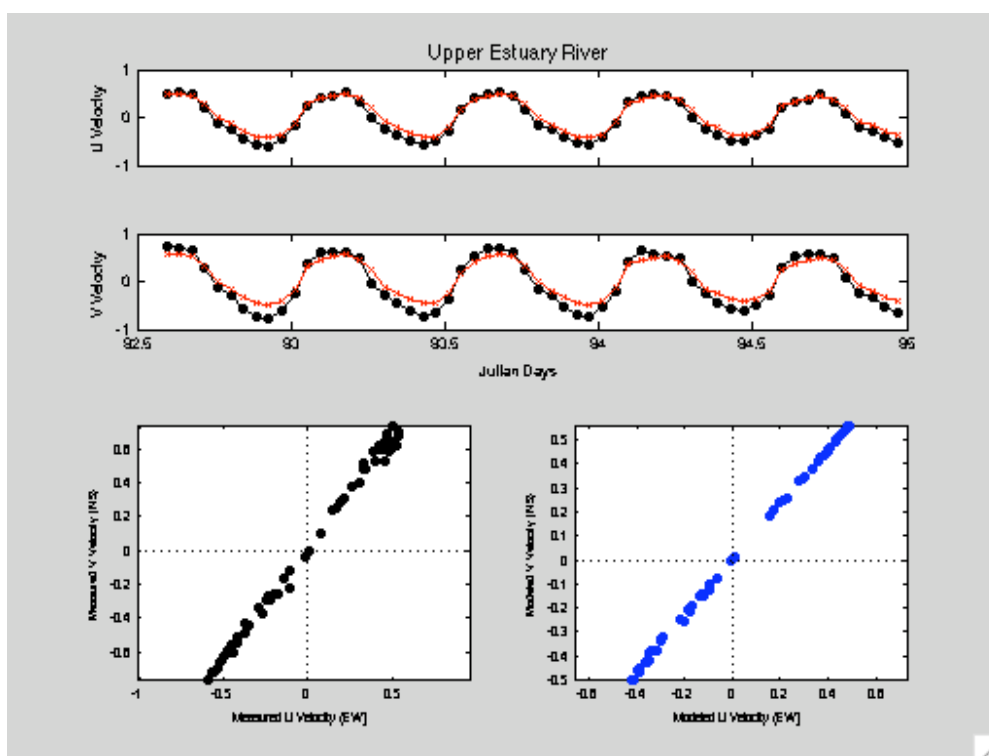 Upper Estuary River
1
0
-1
U Velocity
1
0
-1
V Velocity
92.5 93 93.5 94 94.5 95
Julian Days
0.6
0.4
0.2
0
-0.2
-0.4
-0.6
Measured V Velocity (NS)
-1 -0.5 0 0.5
Measured U Velocity (EW)
0.5
0.4
0.3
0.2
0.1
0
-0.1
-0.2
-0.3
-0.4
-0.5
Modeled V Velocity (NS)
-0.6 -0.4 -0.2 0 0.2 0.4 0.6
Modeled U Velocity (EW)